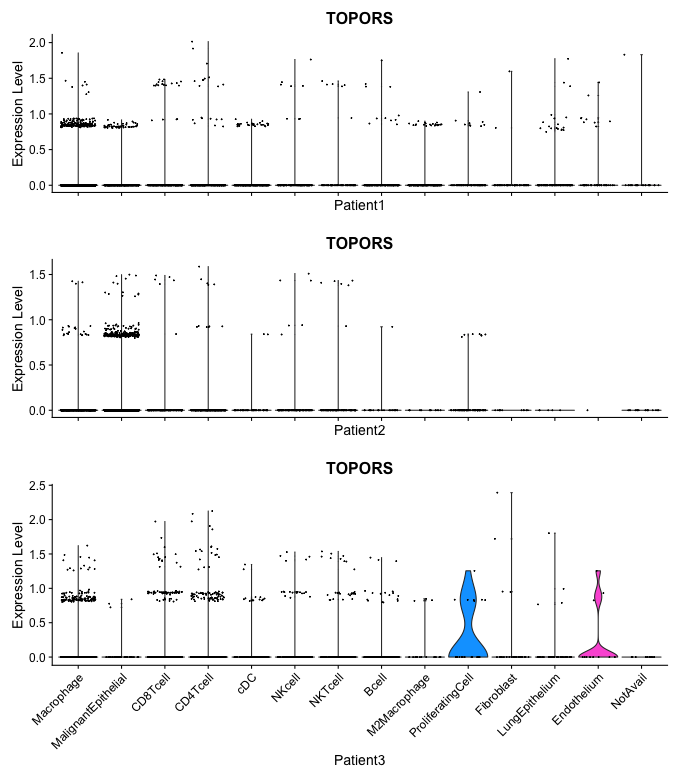 TOPORS
Expression Level
2.0
1.5
1.0
0.5
0.0
Patient1
TOPORS
Expression Level
1.5
1.0
0.5
0.0
Patient2
TOPORS
Expression Level
2.5
2.0
1.5
1.0
0.5
0.0
Macrophage
MalignantEpithelial
CD8Tcell
CD4Tcell
cDC
NKcell
NKTcell
Bcell
M2Macrophage
ProliferatingCell
Fibroblast
LungEpithelium
Endothelium
NotAvail
Patient3